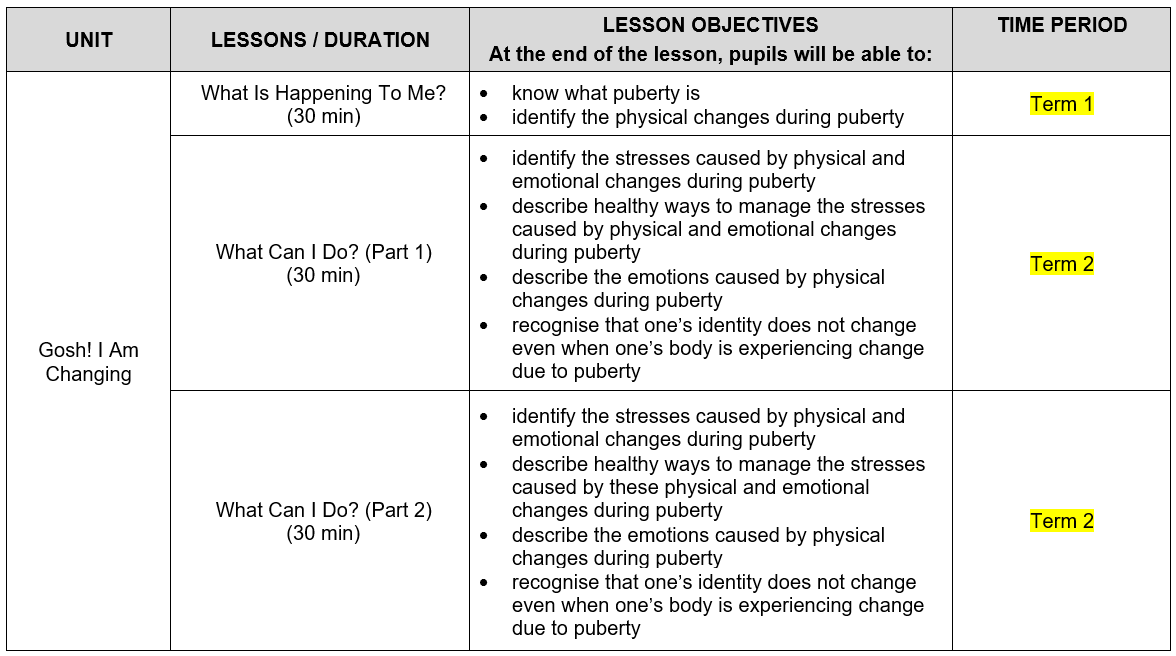 UNIT
LESSONS / DURATION
LESSON OBJECTIVES
At the end of the lesson, pupils will be able to:
TIME PERIOD
Gosh! I Am
Changing
What Is Happening To Me?
(30 min)
• know what puberty is
• identify the physical changes during puberty
Term 1
What Can I Do? (Part 1)
(30 min)
• identify the stresses caused by physical and
emotional changes during puberty
• describe healthy ways to manage the stresses
caused by physical and emotional changes
during puberty
• describe the emotions caused by physical
changes during puberty
• recognise that one’s identity does not change
even when one’s body is experiencing change
due to puberty
Term 2
What Can I Do? (Part 2)
(30 min)
• identify the stresses caused by physical and
emotional changes during puberty
• describe healthy ways to manage the stresses
caused by these physical and emotional
changes during puberty
• describe the emotions caused by physical
changes during puberty
• recognise that one’s identity does not change
even when one’s body is experiencing change
due to puberty
Term 2